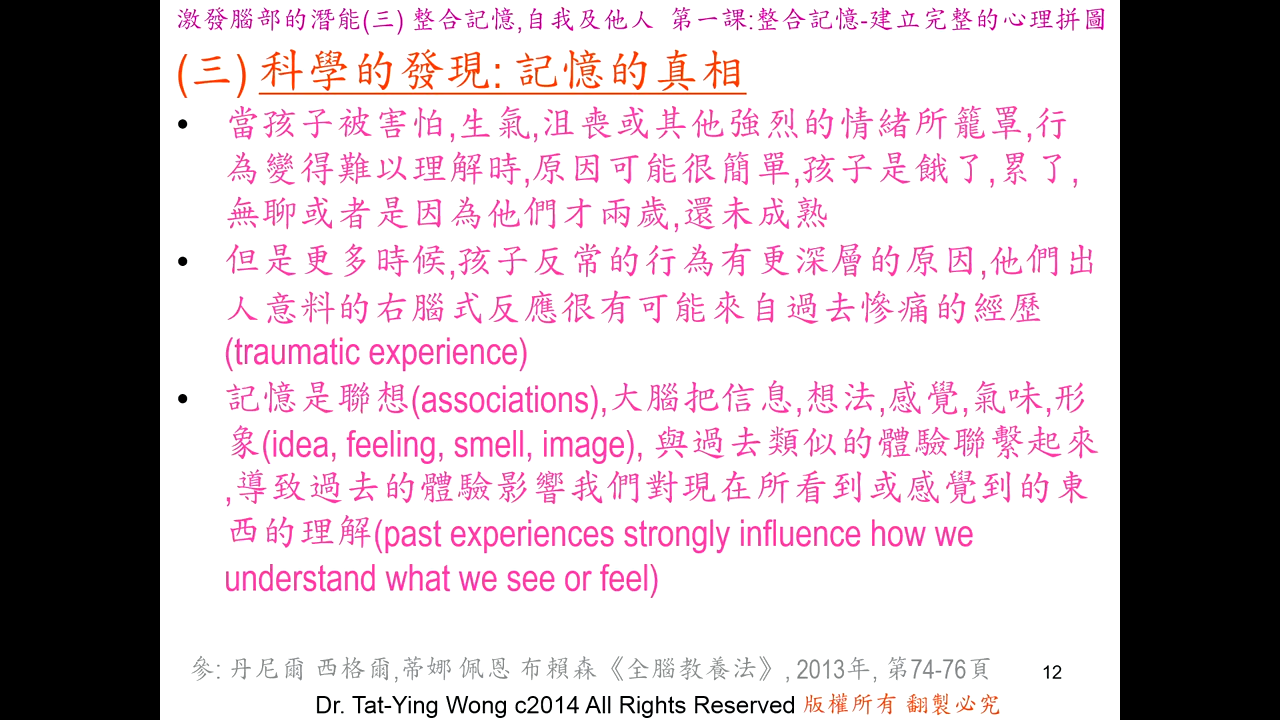 激發腦部的潛能(三) 整合記憶,自我及他人 第一課:整合記憶-建立完整的心理拼圖
(三) 科學的發現: 記憶的真相
• 當孩子被害怕,生氣,沮喪或其他強烈的情緒所籠罩,行
為變得難以理解時,原因可能很簡單,孩子是餓了,累了,
無聊或者是因為他們才兩歲,還未成熟
• 但是更多時候,孩子反常的行為有更深層的原因,他們出
人意料的右腦式反應很有可能來自過去慘痛的經歷
(traumatic experience)
• 記憶是聯想(associations),大腦把信息,想法,感覺,氣味,形
象(idea, feeling, smell, image), 與過去類似的體驗聯繫起來
,導致過去的體驗影響我們對現在所看到或感覺到的東
西的理解(past experiences strongly influence how we
understand what we see or feel)
參: 丹尼爾 西格爾,蒂娜 佩恩 布賴森《全腦教養法》, 2013年, 第74-76頁
12
Dr. Tat-Ying Wong c2014 All Rights Reserved 版權所有 翻製必究